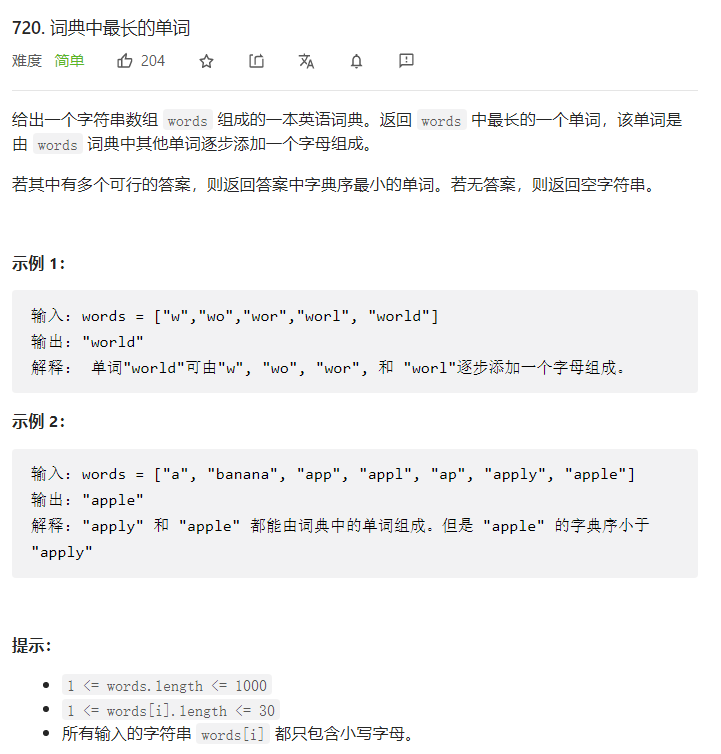 720. 词典中最长的单词
难度 简单 204
给出一个字符串数组 words 组成的一本英语词典。返回 words 中最长的一个单词，该单词是
由 words 词典中其他单词逐步添加一个字母组成。
若其中有多个可行的答案，则返回答案中字典序最小的单词。若无答案，则返回空字符串。
示例 1：
输入：words = ["w","wo","wor","worl", "world"]
输出："world"
解释： 单词"world"可由"w", "wo", "wor", 和 "worl"逐步添加一个字母组成。
示例 2：
输入：words = ["a", "banana", "app", "appl", "ap", "apply", "apple"]
输出："apple"
解释："apply" 和 "apple" 都能由词典中的单词组成。但是 "apple" 的字典序小于
"apply"
提示：
1 <= words.length <= 1000
1 <= words[i].length <= 30
所有输入的字符串 words[i] 都只包含小写字母。